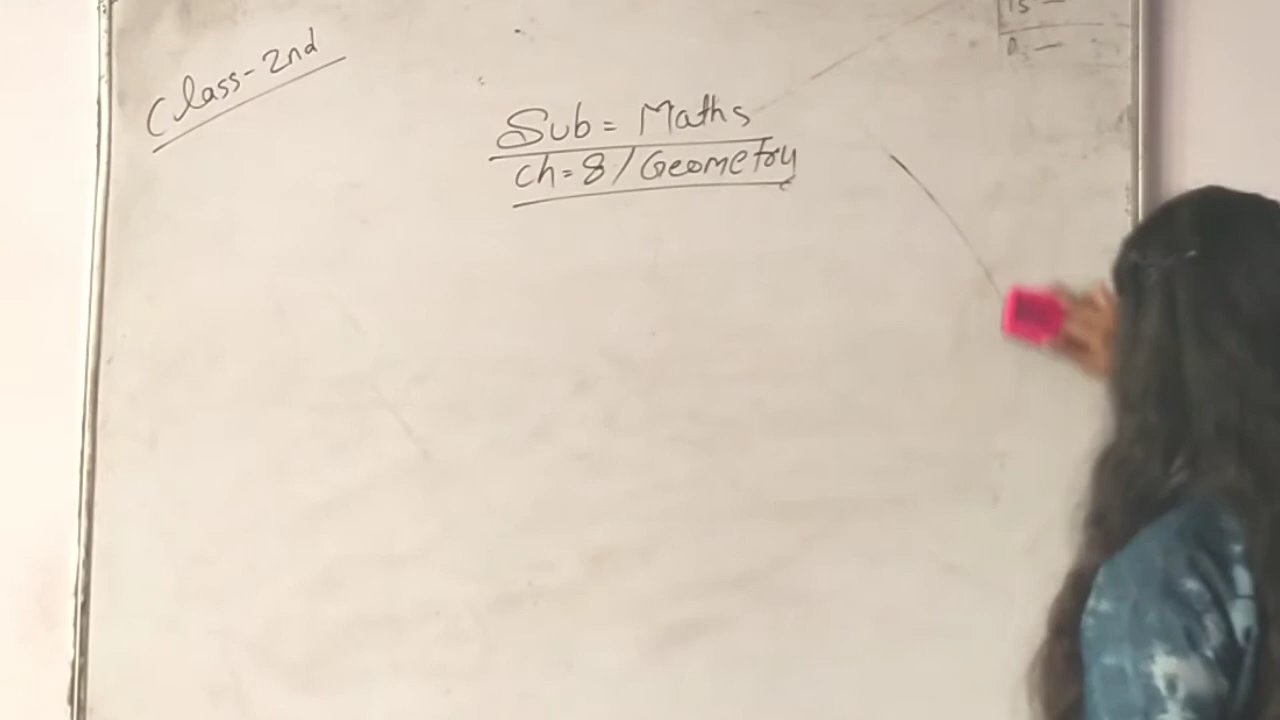 Class-2nd
Sub = Maths
Ch = 8 / Geometry